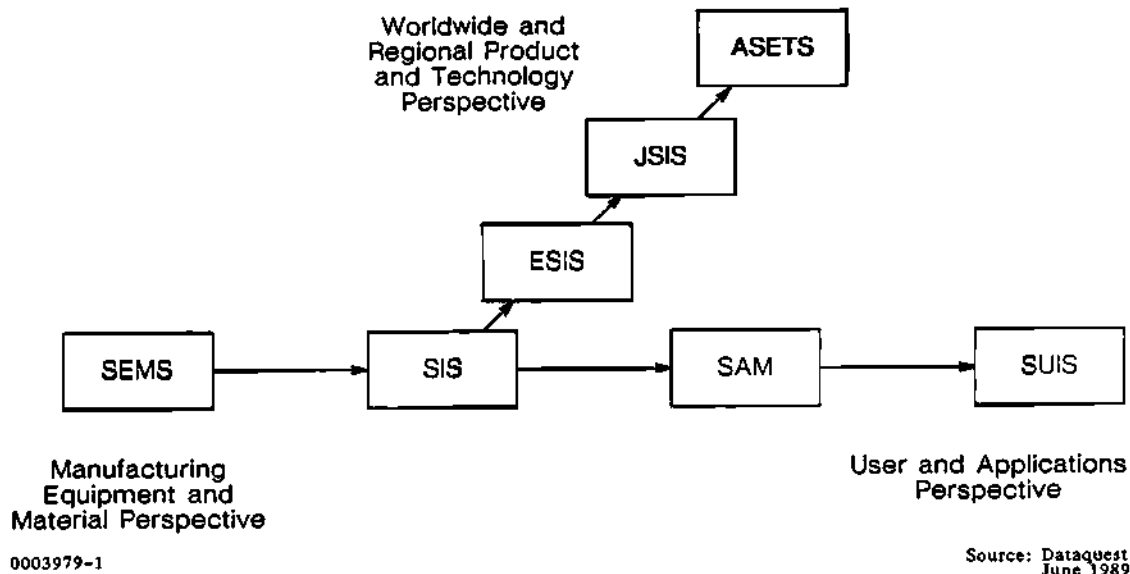 Worldwide and
Regional Product
and Technology
Perspective
ASETS
JSIS
ESIS
SEMS
SIS
SAM
SUIS
Manufacturing
Equipment and
Material Perspective
User and Applications
Perspective
0003979-1
Source: Dataquest
June 1989